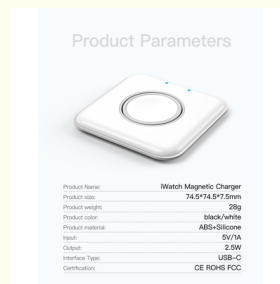 Product Parameters
Product Name: iWatch Magnetic Charger
Product size: 74.5*74.5*7.5mm
Product weight: 28g
Product color: black/white
Product material: ABS+Silicone
Input: 5V/1A
Output: 2.5W
Interface Type: USB-C
Certification: CE ROHS FCC